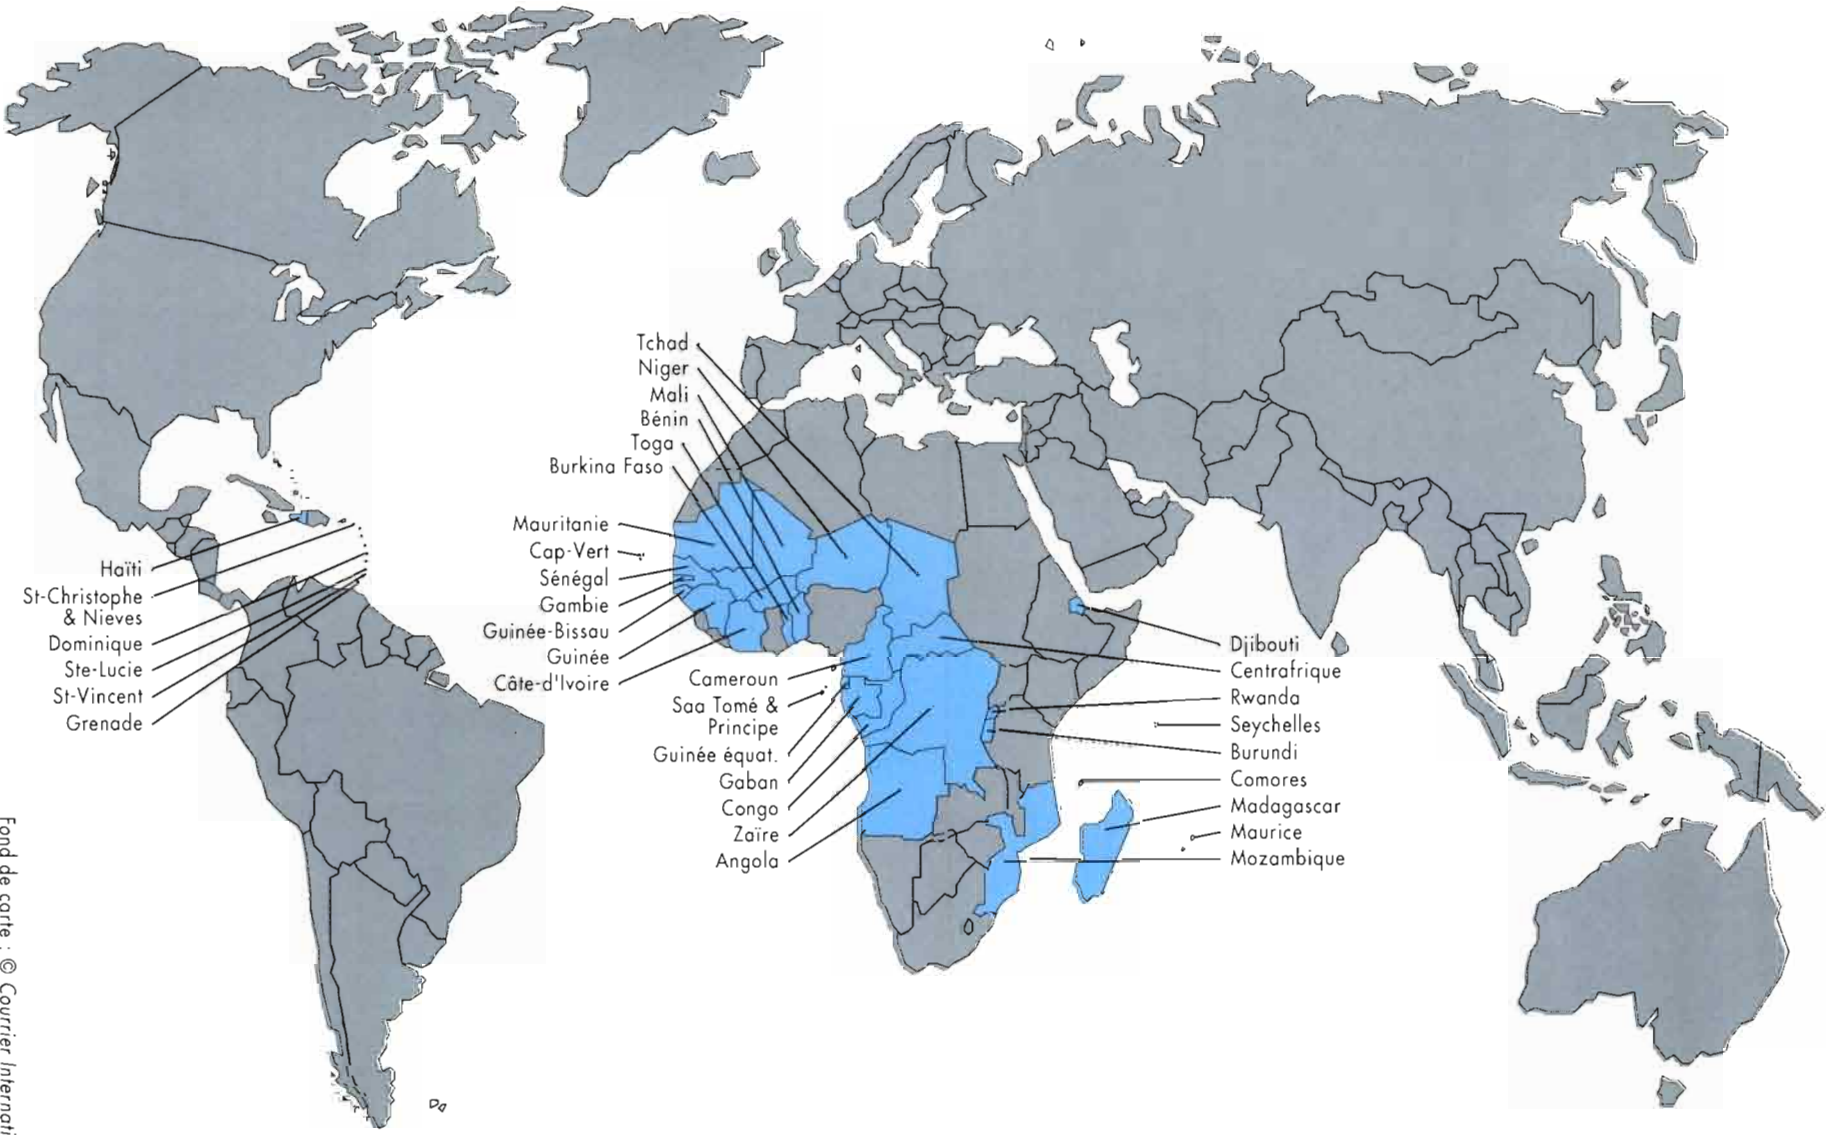 Tchad
Niger
Mali
Bénin
Toga
Burkina Faso
Mauritanie
Cap-Vert
Sénégal
Gambie
Guinée-Bissau
Guinée
Côte-d'Ivoire
Haïti
St-Christophe
& Nieves
Dominique
Ste-Lucie
St-Vincent
Grenade
Cameroun
Saa Tomé &
Principe
Guinée équat.
Gaban
Congo
Zaïre
Angola
Djibouti
Centrafrique
Rwanda
Seychelles
Burundi
Comores
Madagascar
Maurice
Mozambique
Fond de carte : © Courrier Internati